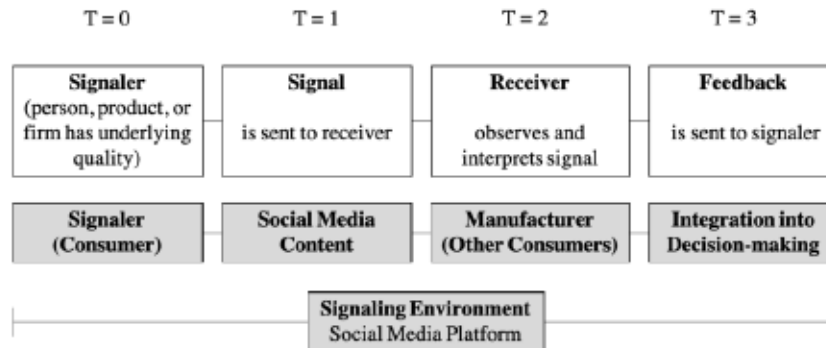 T = 0
T = 1
T = 2
T = 3
Signaler
(person, product, or
firm has underlying
quality)
Signal
is sent to receiver
Receiver
observes and
interprets signal
Feedback
is sent to signaler
Signaler
(Consumer)
Social Media
Content
Manufacturer
(Other Consumers)
Integration into
Decision-making
Signaling Environment
Social Media Platform